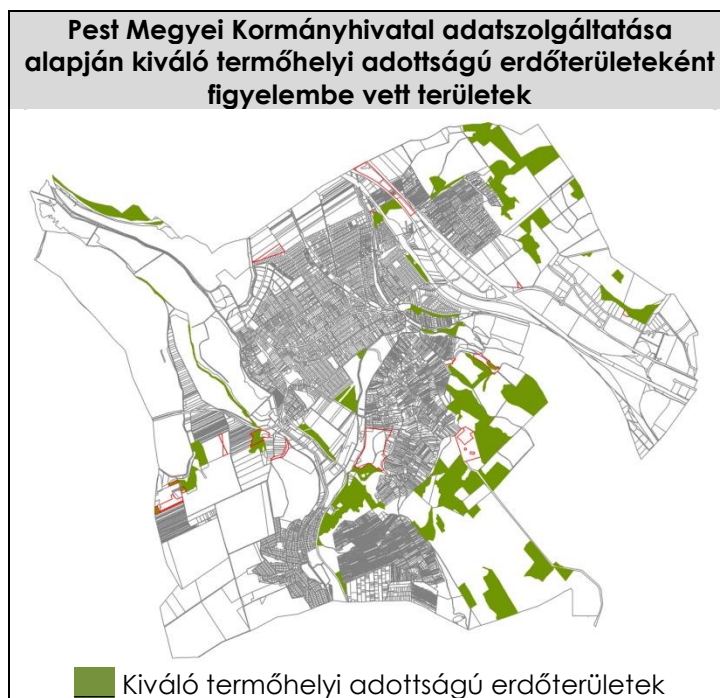 Pest Megyei Kormányhivatal adatszolgáltatása
alapján kiváló termőhelyi adottságú erdőterületeként
figyelembe vett területek
Kiváló termőhelyi adottságú erdőterületek